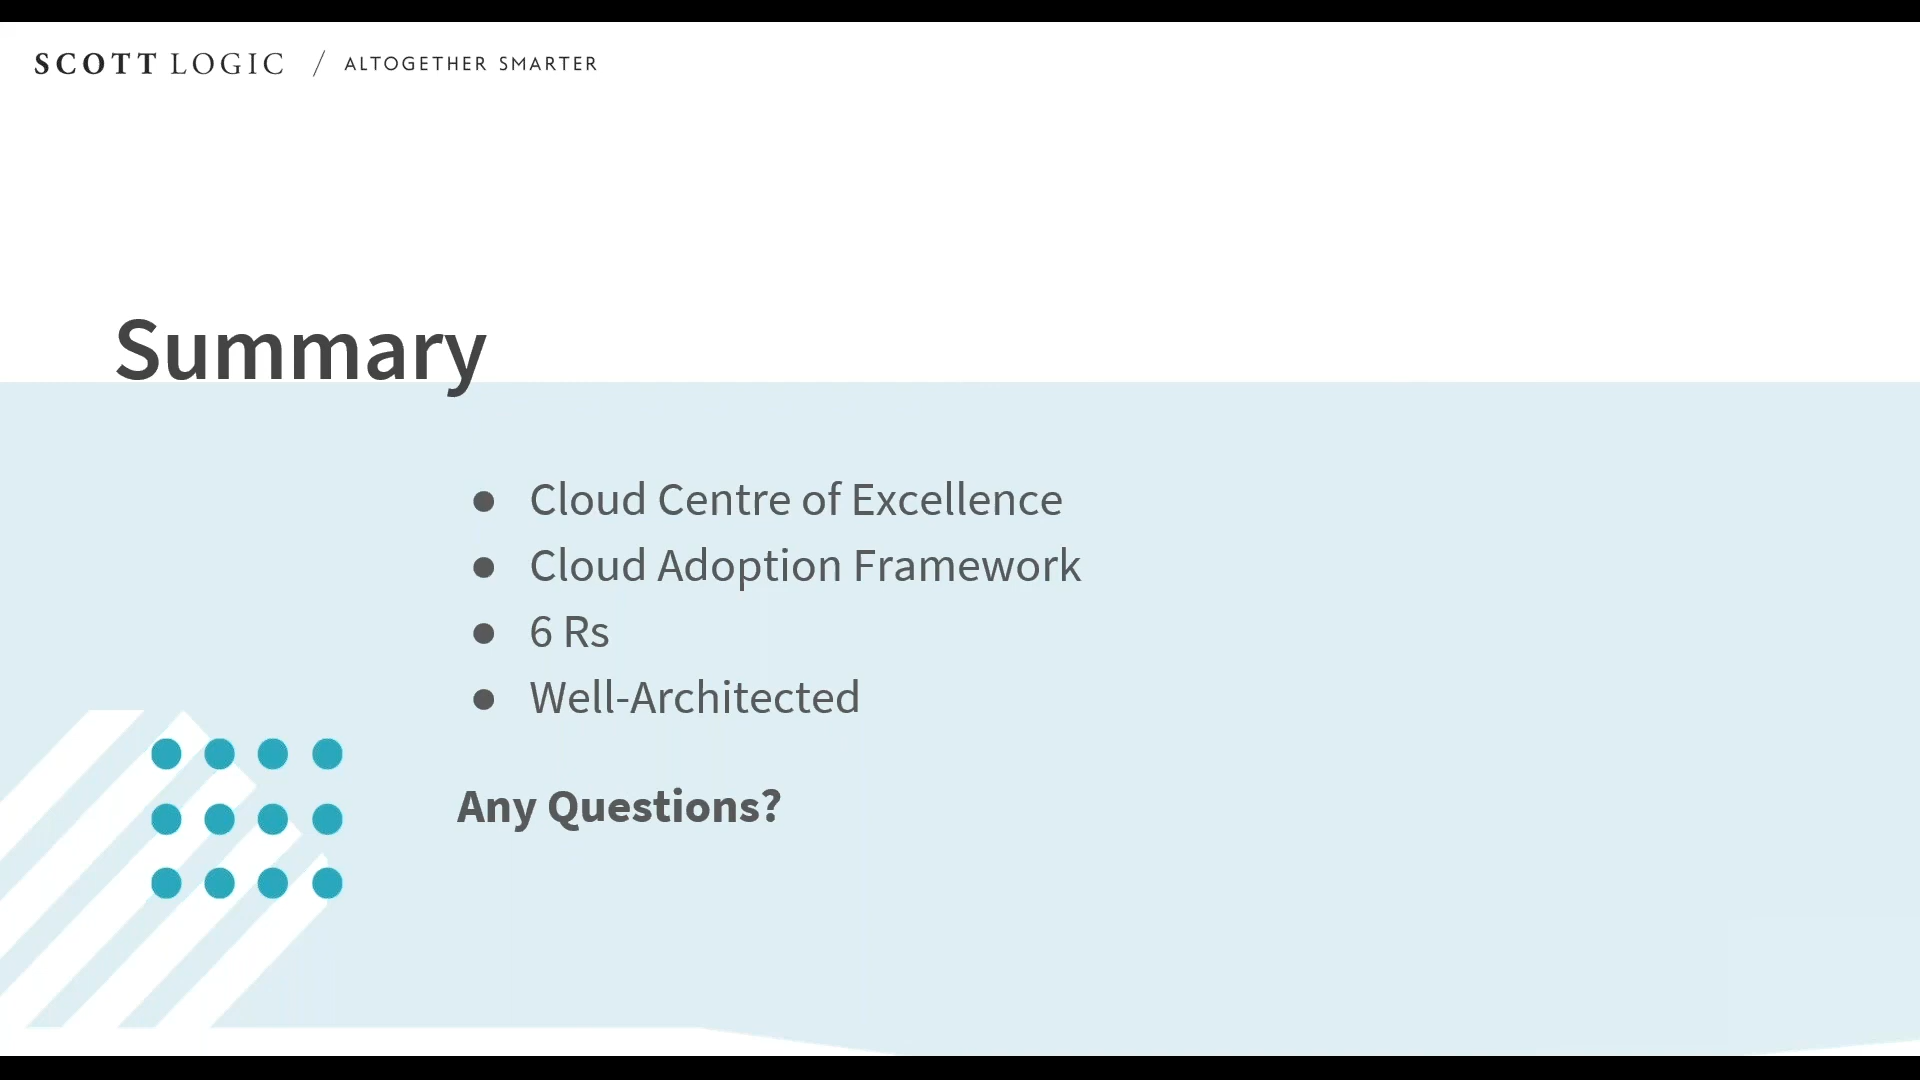 SCOTT LOGIC / ALTOGETHER SMARTER
Summary
● Cloud Centre of Excellence
● Cloud Adoption Framework
● 6 Rs
● Well-Architected
Any Questions?